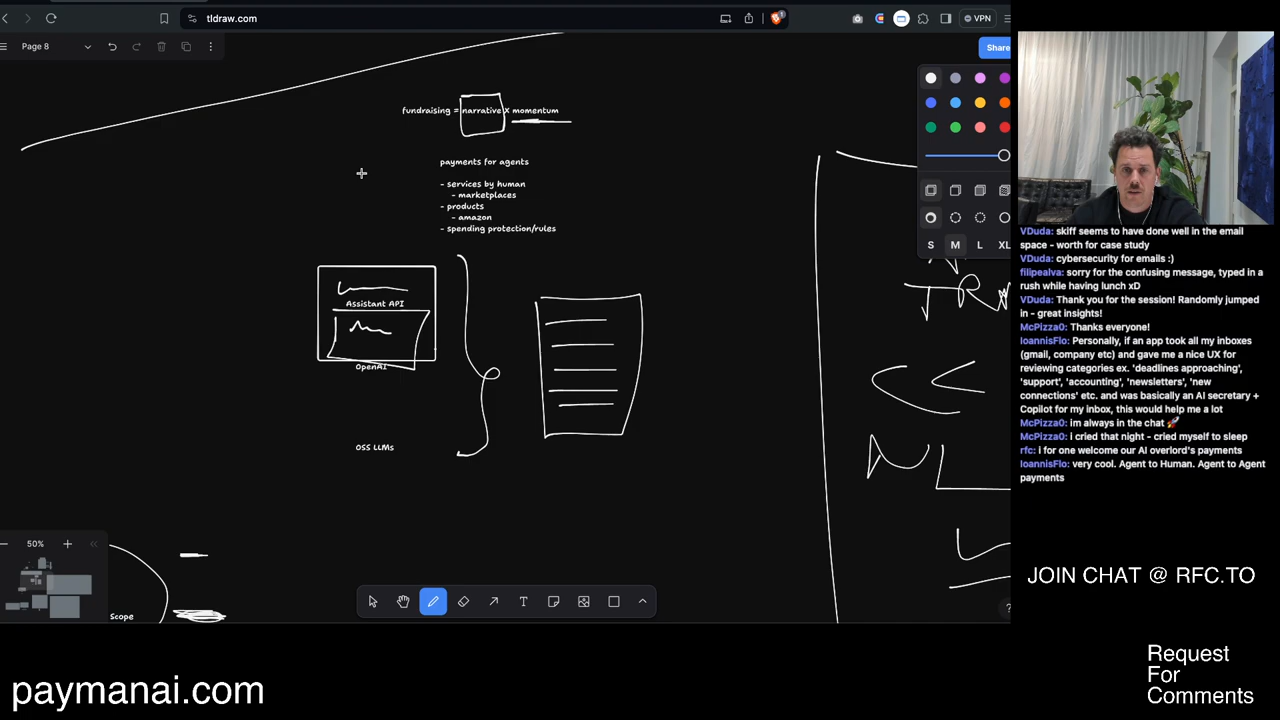 tldraw.com
VPN
Page 8
Share
fundraising = narrative x momentum
payments for agents
- services by human
- marketplaces
- products
- amazon
- spending protection/rules
Assistant API
OpenAI
OSS LLMs
S M L XL
50%
Scope
VDuda: skiff seems to have done well in the email
space - worth for case study
VDuda: cybersecurity for emails :)
filipealva: sorry for the confusing message, typed in a
rush while having lunch xD
VDuda: Thank you for the session! Randomly jumped
in - great insights!
McPizza0: Thanks everyone!
IoannisFlo: Personally, if an app took all my inboxes
(gmail, company etc) and gave me a nice UX for
reviewing categories ex. 'deadlines approaching',
'support', 'accounting', 'newsletters', 'new
connections' etc. and was basically an AI secretary +
Copilot for my inbox, this would help me a lot
McPizza0: im always in the chat 🚀
McPizza0: i cried that night - cried myself to sleep
rfc: i for one welcome our AI overlord's payments
IoannisFlo: very cool. Agent to Human. Agent to Agent
payments
JOIN CHAT @ RFC.TO
Request
For
Comments
paymanai.com